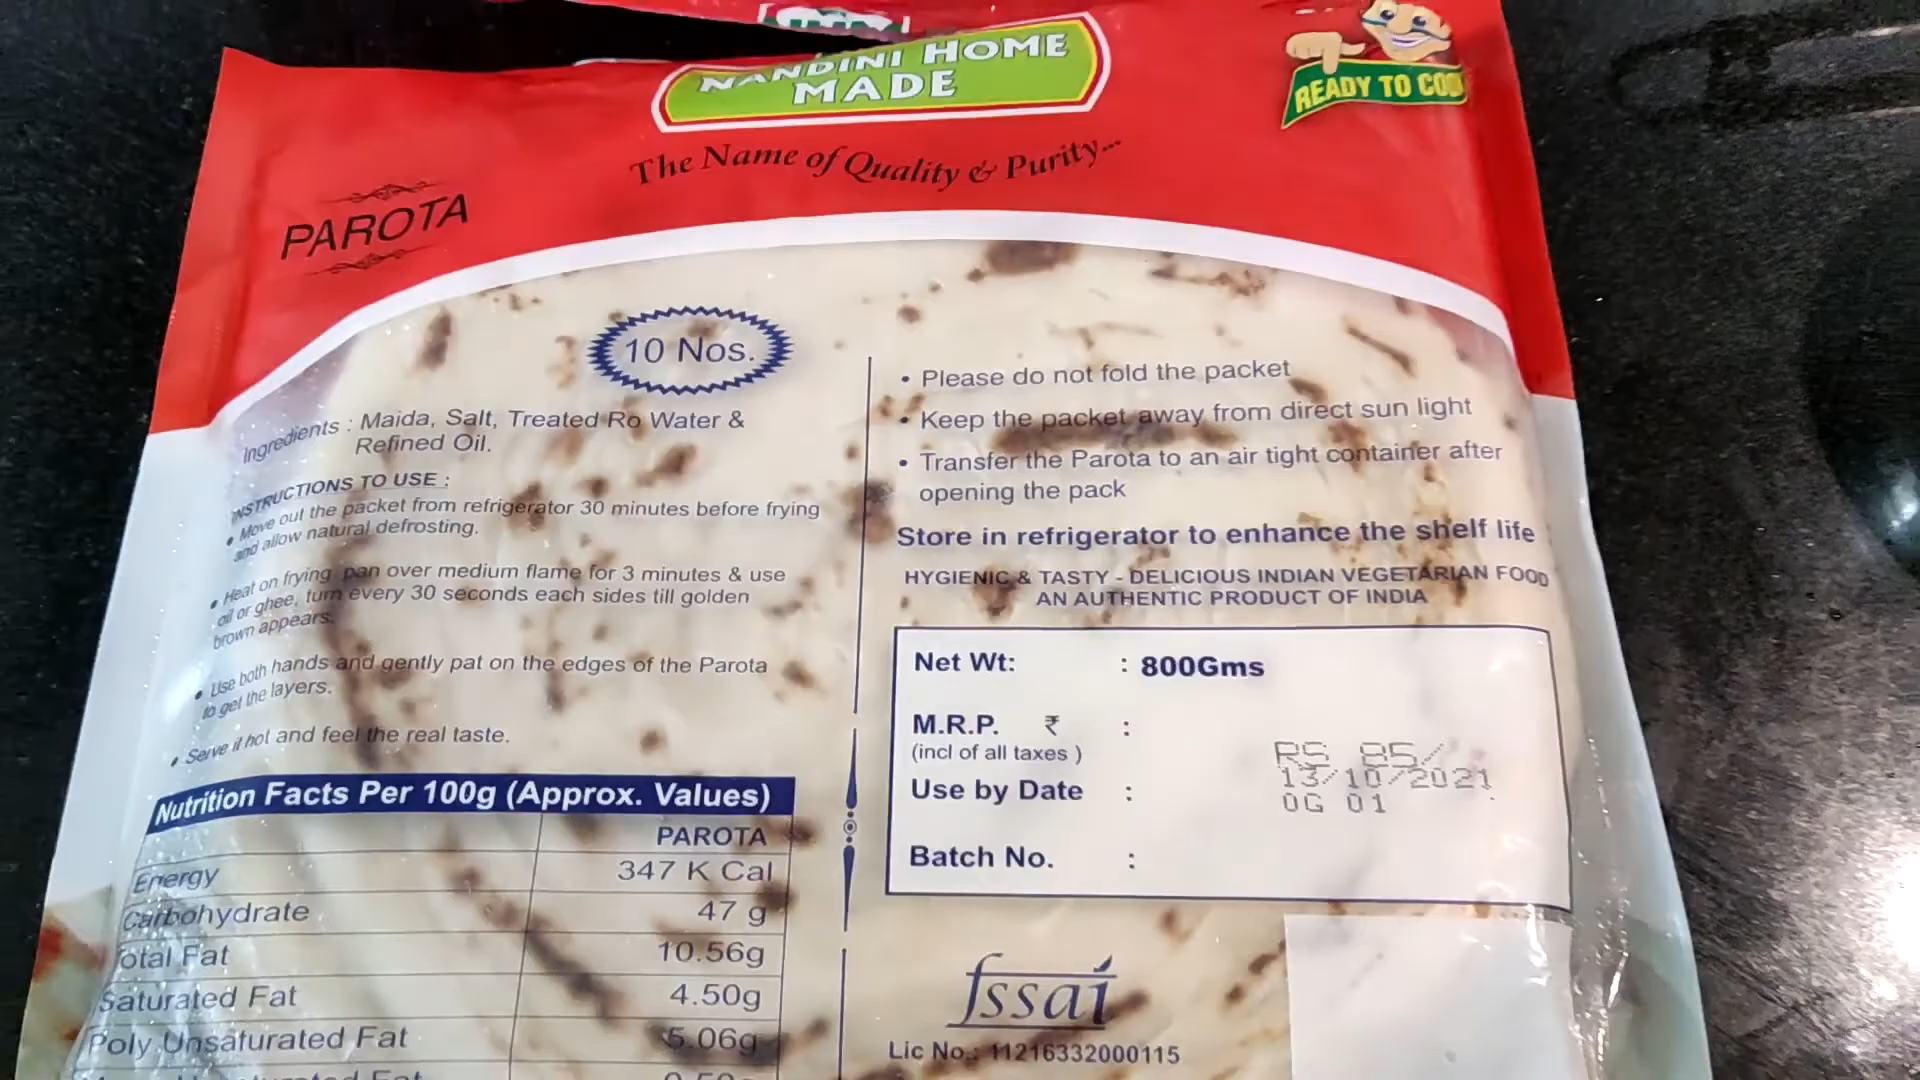 NANDINI HOME
MADE
READY TO COOK
The Name of Quality & Purity...
PAROTA
10 Nos.
Ingredients : Maida, Salt, Treated Ro Water &
Refined Oil.
INSTRUCTIONS TO USE :
• Move out the packet from refrigerator 30 minutes before frying
and allow natural defrosting.
• Heat on frying pan over medium flame for 3 minutes & use
oil or ghee, turn every 30 seconds each sides till golden
brown appears.
• Use both hands and gently pat on the edges of the Parota
to get the layers.
• Serve it hot and feel the real taste.
Nutrition Facts Per 100g (Approx. Values)
PAROTA
Energy 347 K Cal
Carbohydrate 47 g
Total Fat 10.56g
Saturated Fat 4.50g
Poly Unsaturated Fat 5.06g
• Please do not fold the packet
• Keep the packet away from direct sun light
• Transfer the Parota to an air tight container after
opening the pack
Store in refrigerator to enhance the shelf life
HYGIENIC & TASTY - DELICIOUS INDIAN VEGETARIAN FOOD
AN AUTHENTIC PRODUCT OF INDIA
Net Wt: : 800Gms
M.R.P. ₹ :
(incl of all taxes )
RS 85/
13/10/2021
Use by Date :
OG 01
Batch No. :
fssai
Lic No.: 11216332000115